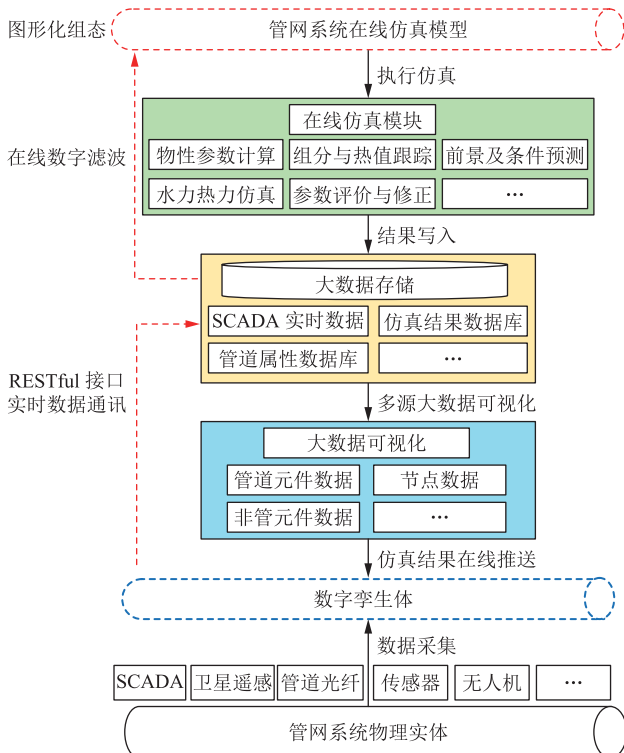 图形化组态
管网系统在线仿真模型
执行仿真
在线仿真模块
物性参数计算
组分与热值跟踪
前景及条件预测
在线数字滤波
水力热力仿真
参数评价与修正
…
结果写入
大数据存储
SCADA 实时数据
仿真结果数据库
管道属性数据库
…
RESTful 接口
实时数据通讯
多源大数据可视化
大数据可视化
管道元件数据
节点数据
非管元件数据
…
仿真结果在线推送
数字孪生体
数据采集
SCADA
卫星遥感
管道光纤
传感器
无人机
…
管网系统物理实体